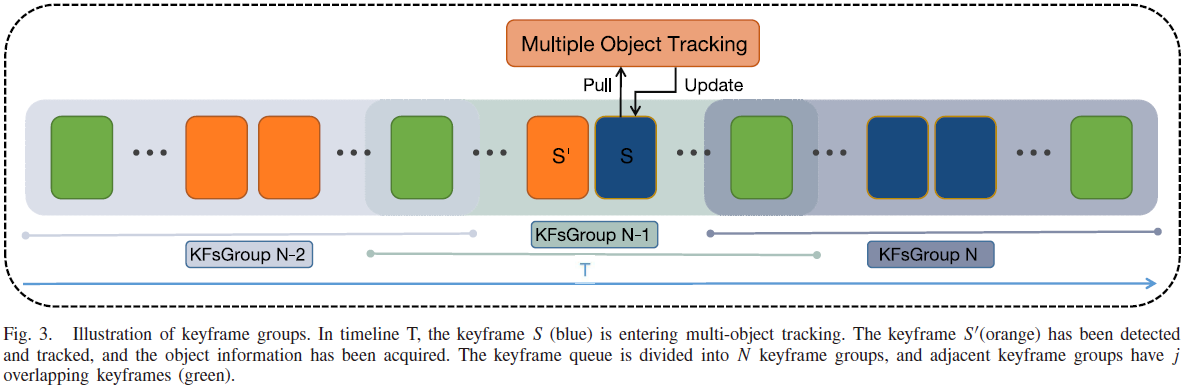 Multiple Object Tracking
Pull
Update
S'
S
KFsGroup N-2
KFsGroup N-1
KFsGroup N
T
Fig. 3. Illustration of keyframe groups. In timeline T, the keyframe S (blue) is entering multi-object tracking. The keyframe S′(orange) has been detected
and tracked, and the object information has been acquired. The keyframe queue is divided into N keyframe groups, and adjacent keyframe groups have j
overlapping keyframes (green).